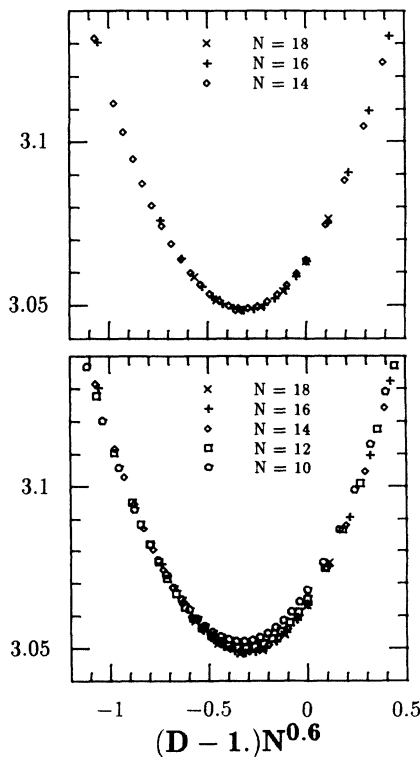 × N = 18
+ N = 16
◇ N = 14
3.1
3.05
× N = 18
+ N = 16
◇ N = 14
□ N = 12
○ N = 10
3.1
3.05
−1 −0.5 0 0.5
(D − 1.)N^0.6